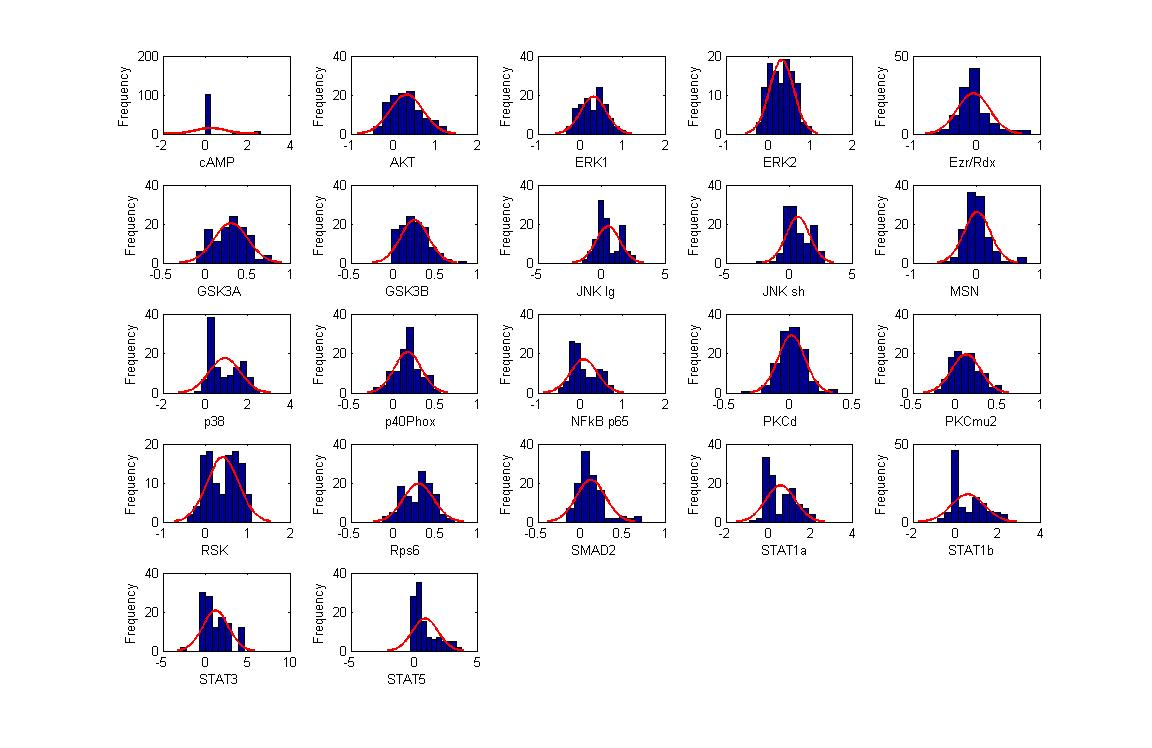 200 40 40 20 50
Frequency Frequency Frequency Frequency Frequency
100 20 20 10
0 0 0 0 0
-2 0 2 4 -1 0 1 2 -1 0 1 2 -1 0 1 2 -1 0 1
cAMP AKT ERK1 ERK2 Ezr/Rdx
40 40 40 40 40
Frequency Frequency Frequency Frequency Frequency
20 20 20 20 20
0 0 0 0 0
-0.5 0 0.5 1 -0.5 0 0.5 1 -5 0 5 -5 0 5 -1 0 1
GSK3A GSK3B JNK lg JNK sh MSN
40 40 40 40 40
Frequency Frequency Frequency Frequency Frequency
20 20 20 20 20
0 0 0 0 0
-2 0 2 4 -0.5 0 0.5 1 -1 0 1 2 -0.5 0 0.5 -0.5 0 0.5 1
p38 p40Phox NFkB p65 PKCd PKCmu2
20 40 40 40 50
Frequency Frequency Frequency Frequency Frequency
10 20 20 20
0 0 0 0 0
-1 0 1 2 -0.5 0 0.5 1 -0.5 0 0.5 1 -2 0 2 4 -2 0 2 4
RSK Rps6 SMAD2 STAT1a STAT1b
40 40
Frequency Frequency
20 20
0 0
-5 0 5 10 -5 0 5
STAT3 STAT5